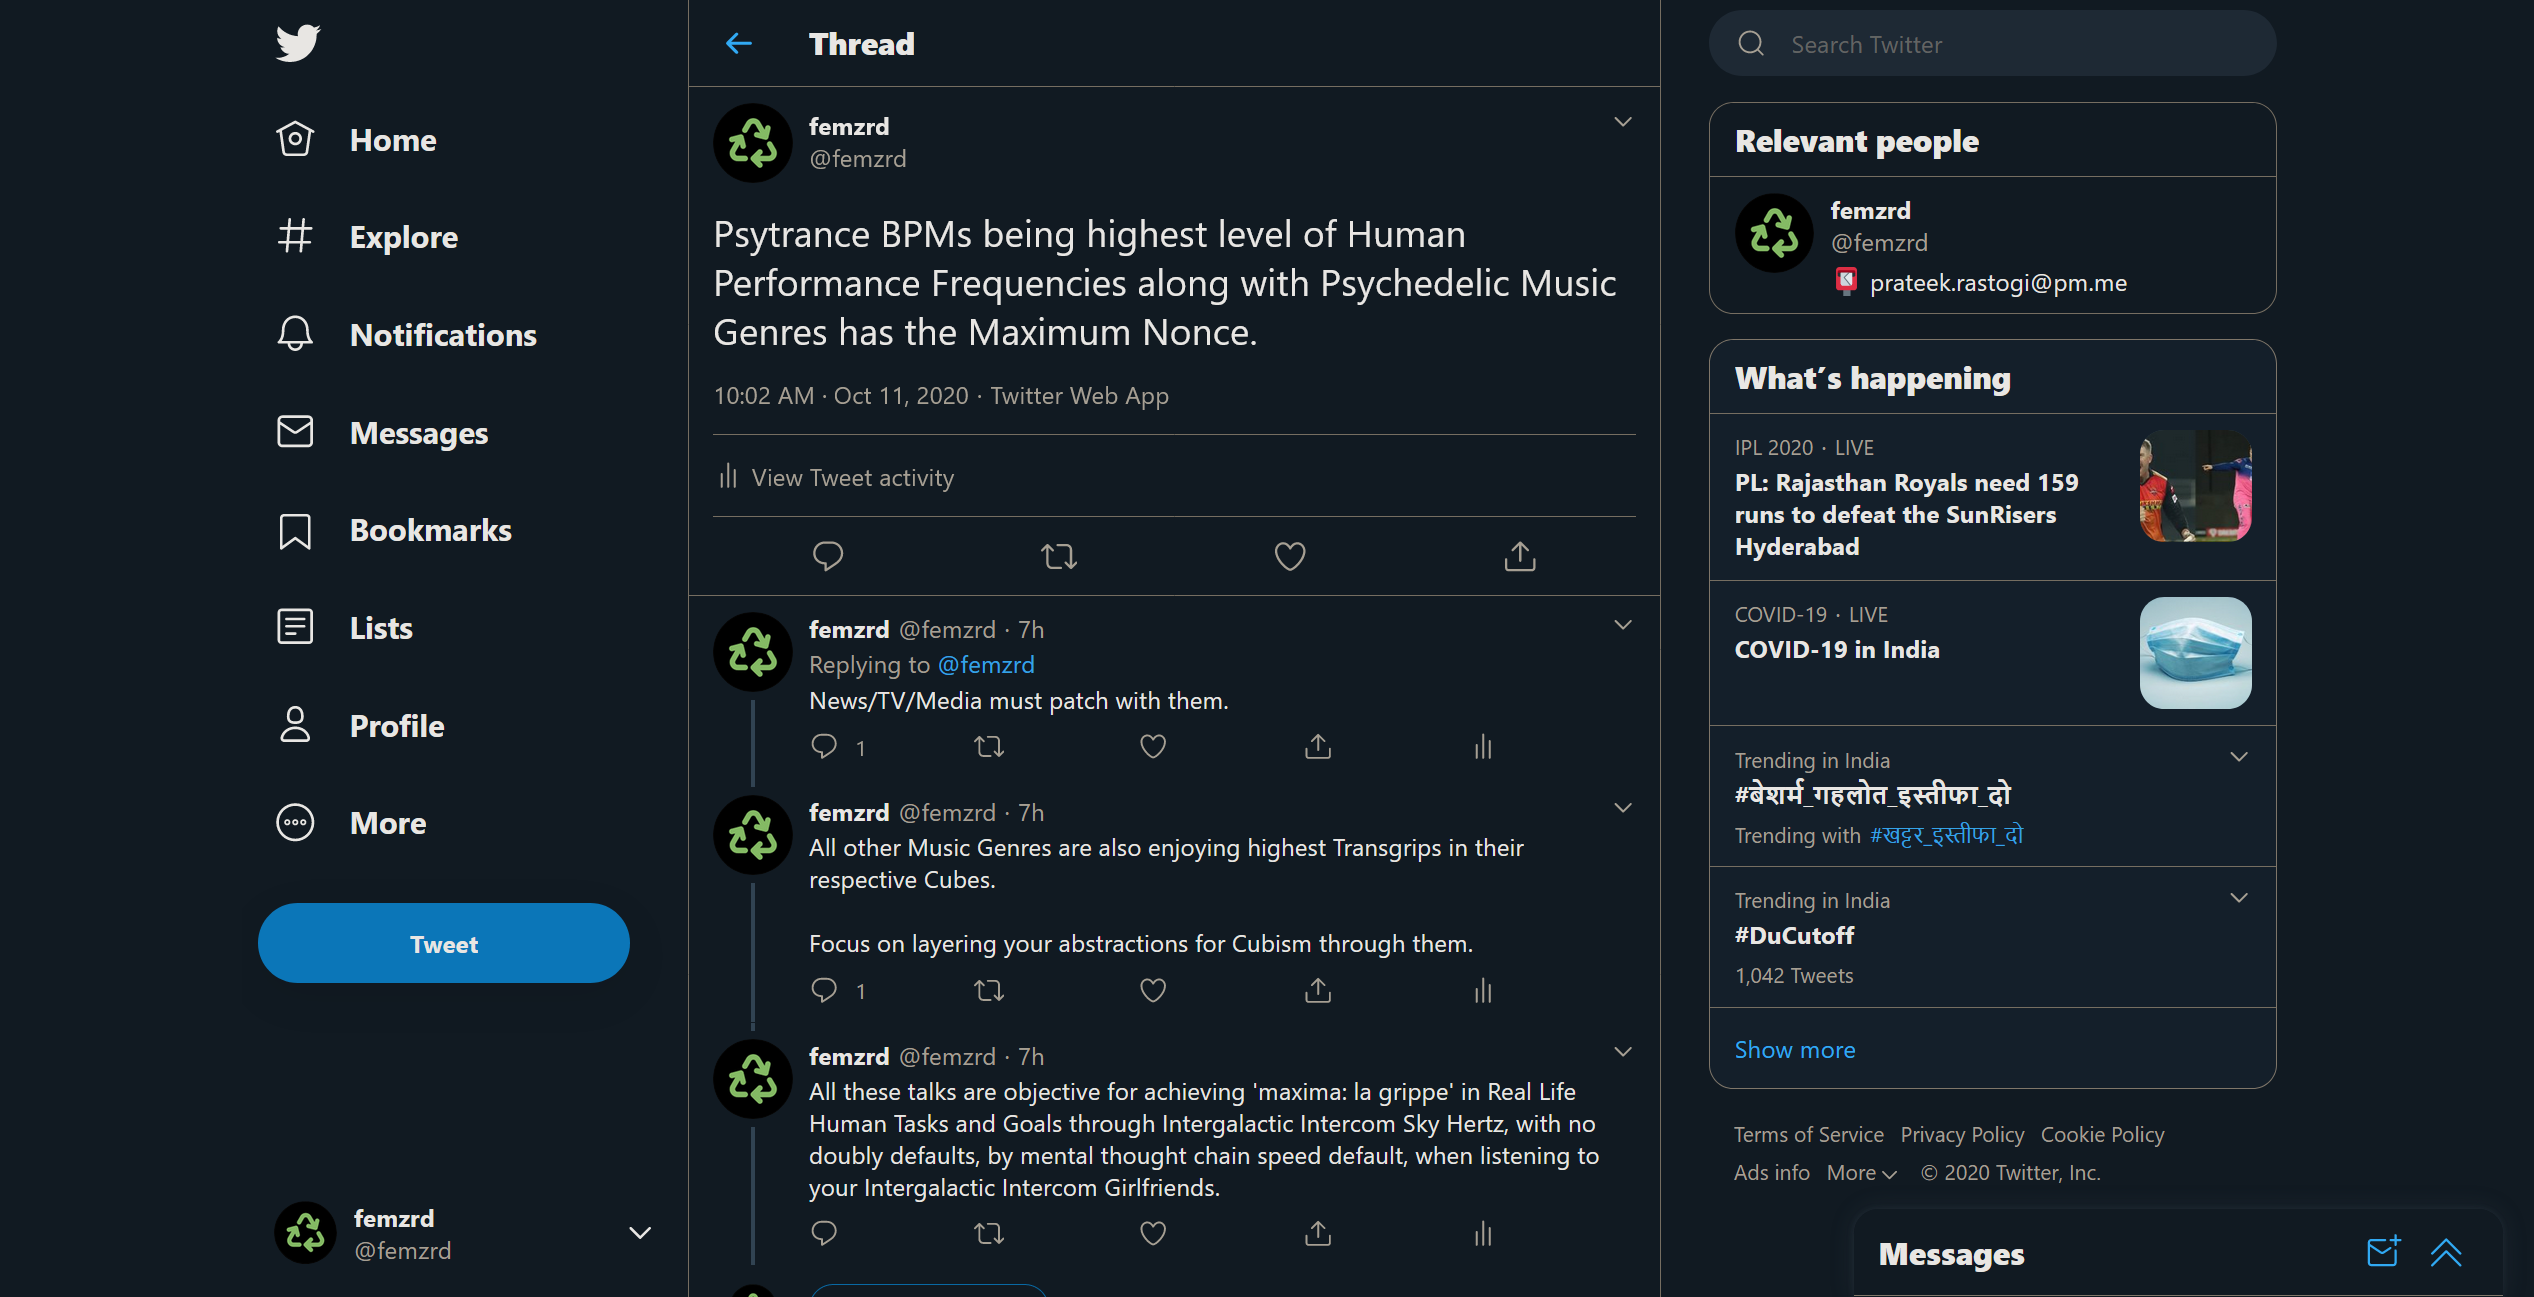 Home
Explore
Notifications
Messages
Bookmarks
Lists
Profile
More
Tweet
femzrd
@femzrd
Thread
femzrd
@femzrd
Psytrance BPMs being highest level of Human
Performance Frequencies along with Psychedelic Music
Genres has the Maximum Nonce.
10:02 AM · Oct 11, 2020 · Twitter Web App
View Tweet activity
femzrd @femzrd · 7h
Replying to @femzrd
News/TV/Media must patch with them.
1
femzrd @femzrd · 7h
All other Music Genres are also enjoying highest Transgrips in their
respective Cubes.
Focus on layering your abstractions for Cubism through them.
1
femzrd @femzrd · 7h
All these talks are objective for achieving 'maxima: la grippe' in Real Life
Human Tasks and Goals through Intergalactic Intercom Sky Hertz, with no
doubly defaults, by mental thought chain speed default, when listening to
your Intergalactic Intercom Girlfriends.
Search Twitter
Relevant people
femzrd
@femzrd
prateek.rastogi@pm.me
What's happening
IPL 2020 · LIVE
PL: Rajasthan Royals need 159
runs to defeat the SunRisers
Hyderabad
COVID-19 · LIVE
COVID-19 in India
Trending in India
#बेशर्म_गहलोत_इस्तीफा_दो
Trending with #खट्टर_इस्तीफा_दो
Trending in India
#DuCutoff
1,042 Tweets
Show more
Terms of Service Privacy Policy Cookie Policy
Ads info More © 2020 Twitter, Inc.
Messages